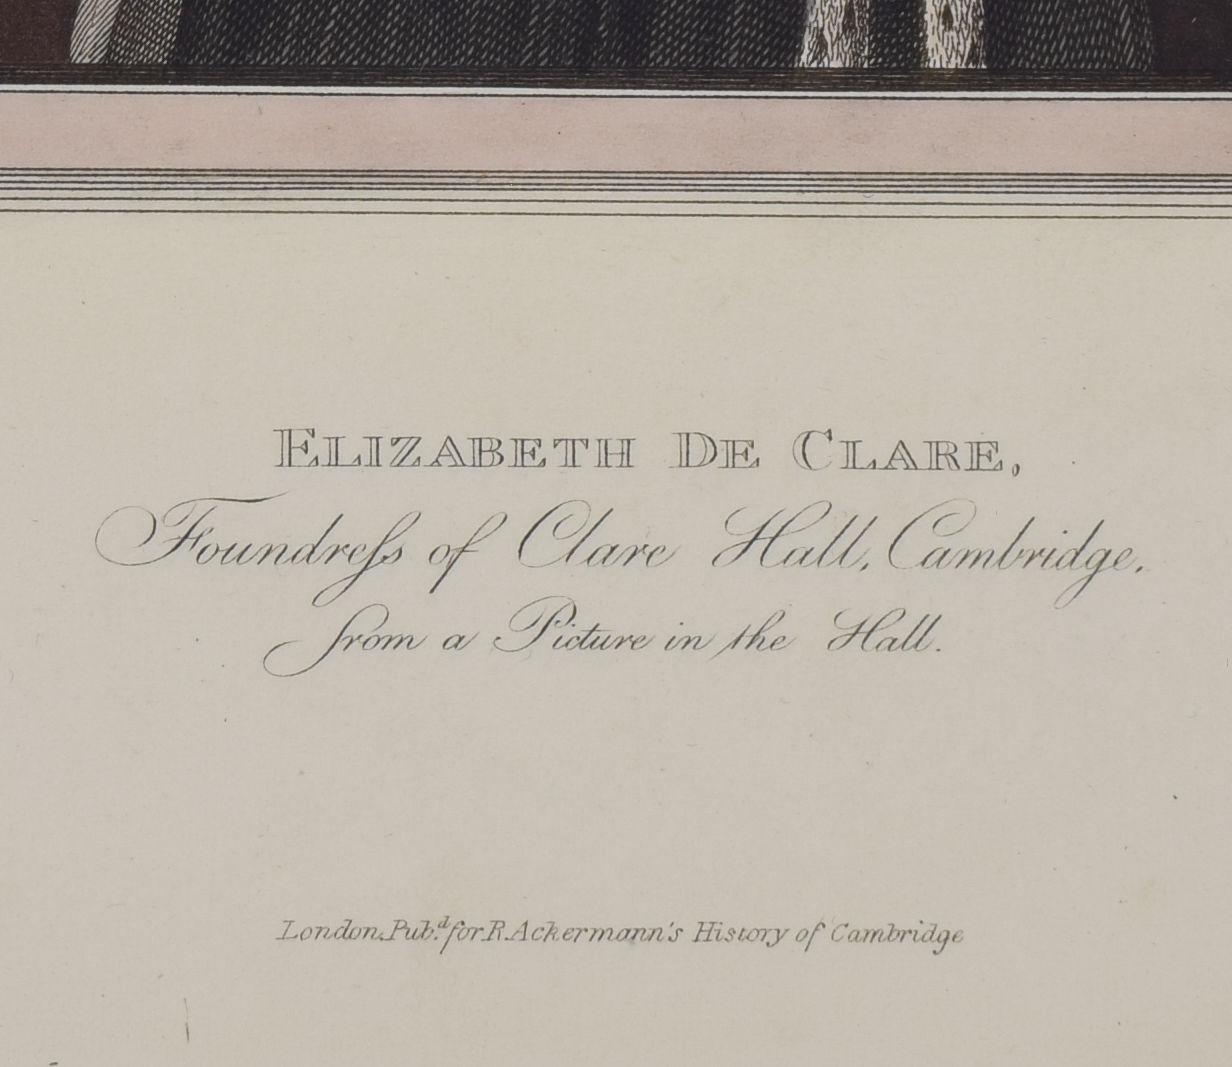 ELIZABETH DE CLARE,
Foundreſs of Clare Hall, Cambridge.
from a Picture in the Hall.
London. Pub.d for R. Ackermann's History of Cambridge